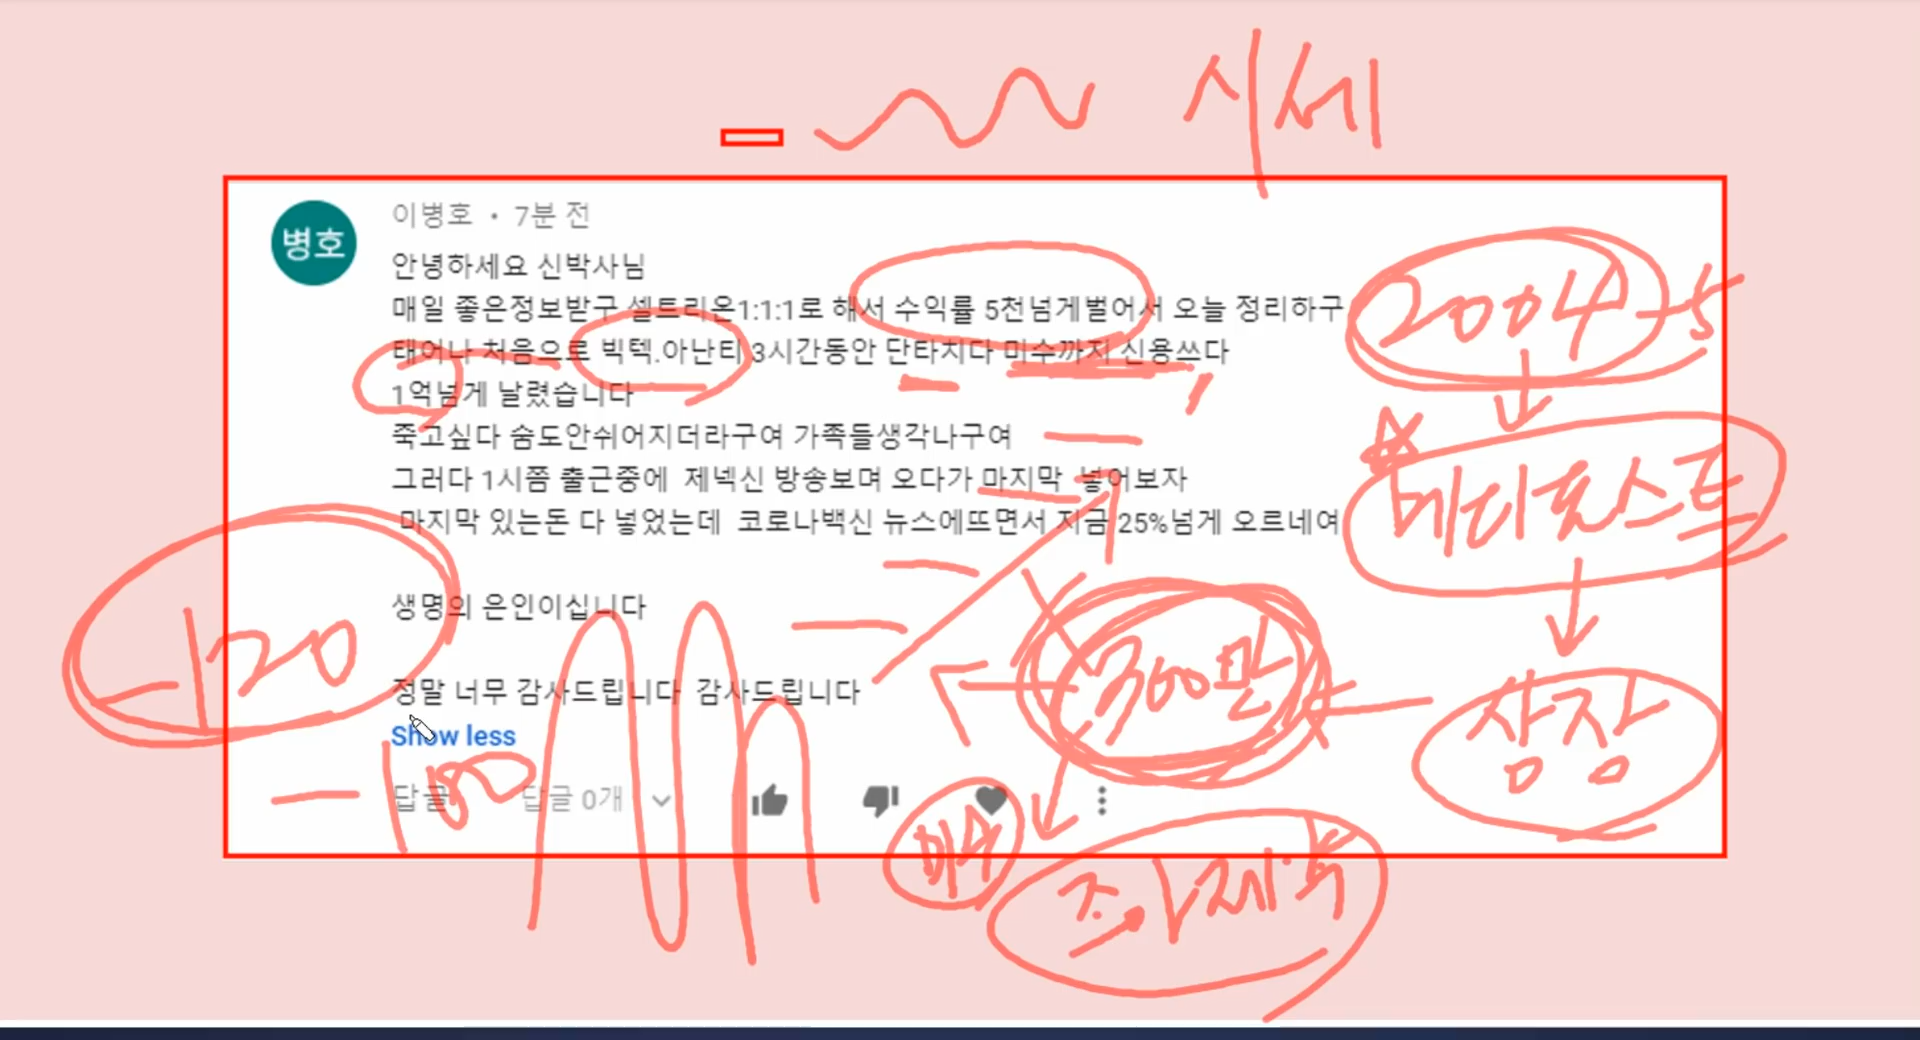 시세
병호
이병호 • 7분 전
안녕하세요 신박사님
매일 좋은정보받구 셀트리온1:1:1로 해서 수익률 5천넘게벌어서 오늘 정리하구
태어나 처음으로 빅텍.아난티 3시간동안 단타치다 미수까지 신용쓰다
1억넘게 날렸습니다
죽고싶다 숨도안쉬어지더라구여 가족들생각나구여
그러다 1시쯤 출근중에 제넥신 방송보며 오다가 마지막 넣어보자
마지막 있는돈 다 넣었는데 코로나백신 뉴스에뜨면서 지금 25%넘게 오르네여
생명의 은인이십니다
정말 너무 감사드립니다 감사드립니다
Show less
답글 답글 0개
2004-5
메디포스트
상장
360만
미수
120
-100